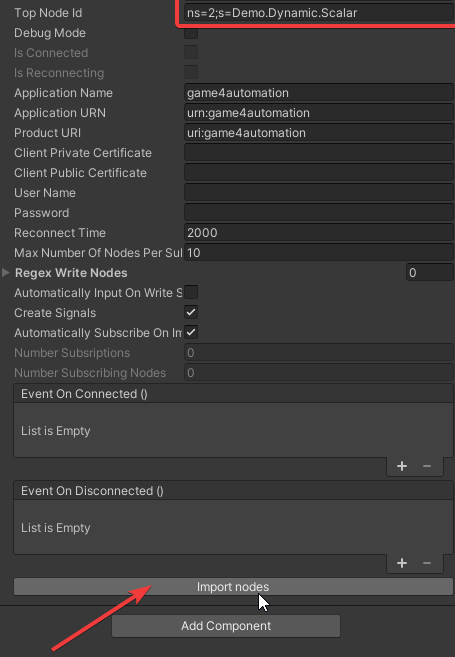 Top Node Id ns=2;s=Demo.Dynamic.Scalar
Debug Mode
Is Connected
Is Reconnecting
Application Name game4automation
Application URN urn:game4automation
Product URI uri:game4automation
Client Private Certificate
Client Public Certificate
User Name
Password
Reconnect Time 2000
Max Number Of Nodes Per Sul 10
Regex Write Nodes 0
Automatically Input On Write S
Create Signals
Automatically Subscribe On Im
Number Subsriptions 0
Number Subscribing Nodes 0
Event On Connected ()
List is Empty
+ −
Event On Disconnected ()
List is Empty
+ −
Import nodes
Add Component